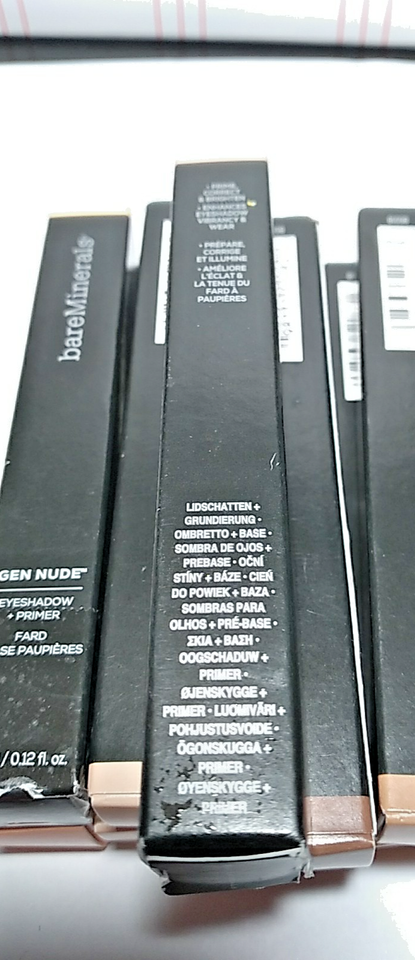 bareMinerals
GEN NUDE™
EYESHADOW
+ PRIMER
FARD
SE PAUPIÈRES
/ 0.12 fl. oz.
• PRIME,
CORRECT
& BRIGHTEN
• ENHANCES
EYESHADOW
VIBRANCY &
WEAR
• PRÉPARE,
CORRIGE
ET ILLUMINE
• AMÉLIORE
L'ÉCLAT &
LA TENUE DU
FARD À
PAUPIÈRES
LIDSCHATTEN +
GRUNDIERUNG •
OMBRETTO + BASE •
SOMBRA DE OJOS +
PREBASE • OČNÍ
STÍNY + BÁZE • CIEŃ
DO POWIEK + BAZA •
SOMBRAS PARA
OLHOS + PRÉ-BASE •
ΣΚΙΑ + ΒΑΣΗ •
OOGSCHADUW +
PRIMER •
ØJENSKYGGE +
PRIMER • LUOMIVÄRI +
POHJUSTUSVOIDE •
ÖGONSKUGGA +
PRIMER •
ØYENSKYGGE +
PRIMER